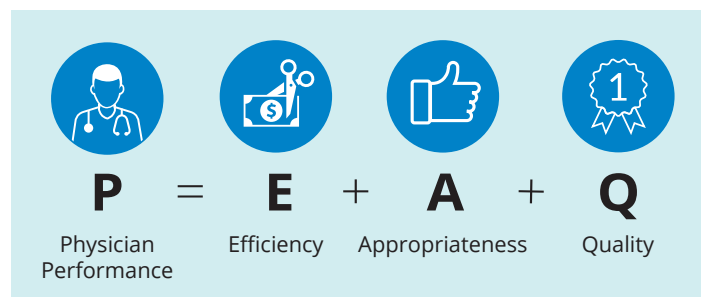 $
1
P = E + A + Q
Physician Performance
Efficiency
Appropriateness
Quality